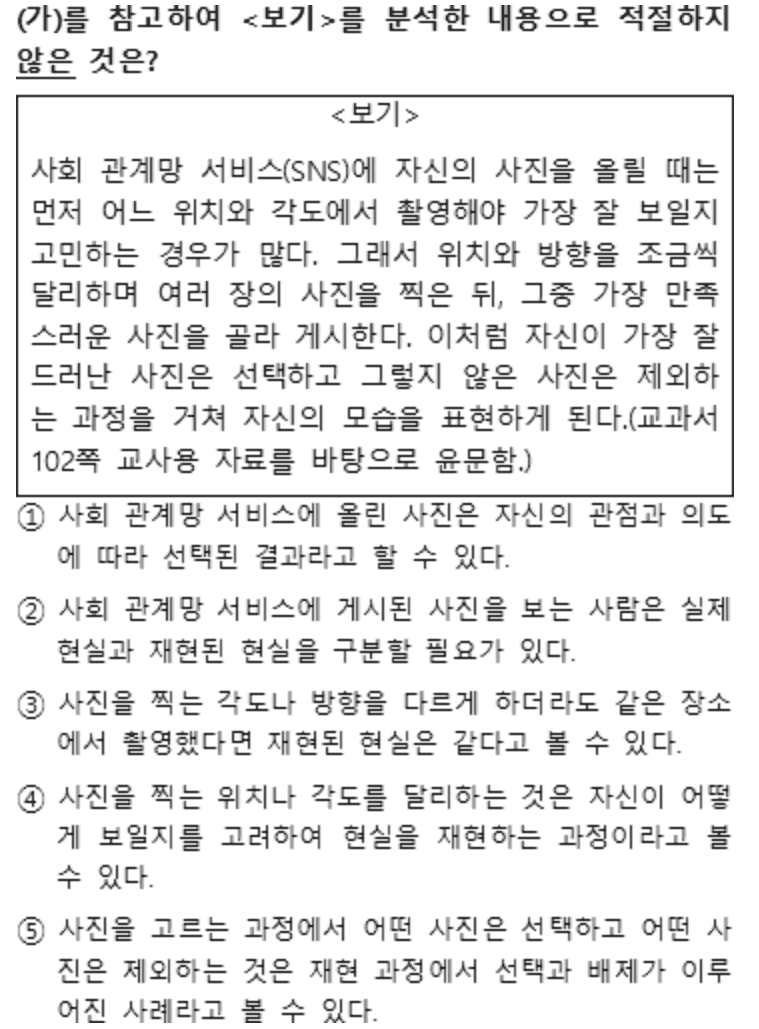 (가)를 참고하여 <보기>를 분석한 내용으로 적절하지
않은 것은?
<보기>
사회 관계망 서비스(SNS)에 자신의 사진을 올릴 때는
먼저 어느 위치와 각도에서 촬영해야 가장 잘 보일지
고민하는 경우가 많다. 그래서 위치와 방향을 조금씩
달리하며 여러 장의 사진을 찍은 뒤, 그중 가장 만족
스러운 사진을 골라 게시한다. 이처럼 자신이 가장 잘
드러난 사진은 선택하고 그렇지 않은 사진은 제외하
는 과정을 거쳐 자신의 모습을 표현하게 된다.(교과서
102쪽 교사용 자료를 바탕으로 윤문함.)
① 사회 관계망 서비스에 올린 사진은 자신의 관점과 의도
에 따라 선택된 결과라고 할 수 있다.
② 사회 관계망 서비스에 게시된 사진을 보는 사람은 실제
현실과 재현된 현실을 구분할 필요가 있다.
③ 사진을 찍는 각도나 방향을 다르게 하더라도 같은 장소
에서 촬영했다면 재현된 현실은 같다고 볼 수 있다.
④ 사진을 찍는 위치나 각도를 달리하는 것은 자신이 어떻
게 보일지를 고려하여 현실을 재현하는 과정이라고 볼
수 있다.
⑤ 사진을 고르는 과정에서 어떤 사진은 선택하고 어떤 사
진은 제외하는 것은 재현 과정에서 선택과 배제가 이루
어진 사례라고 볼 수 있다.